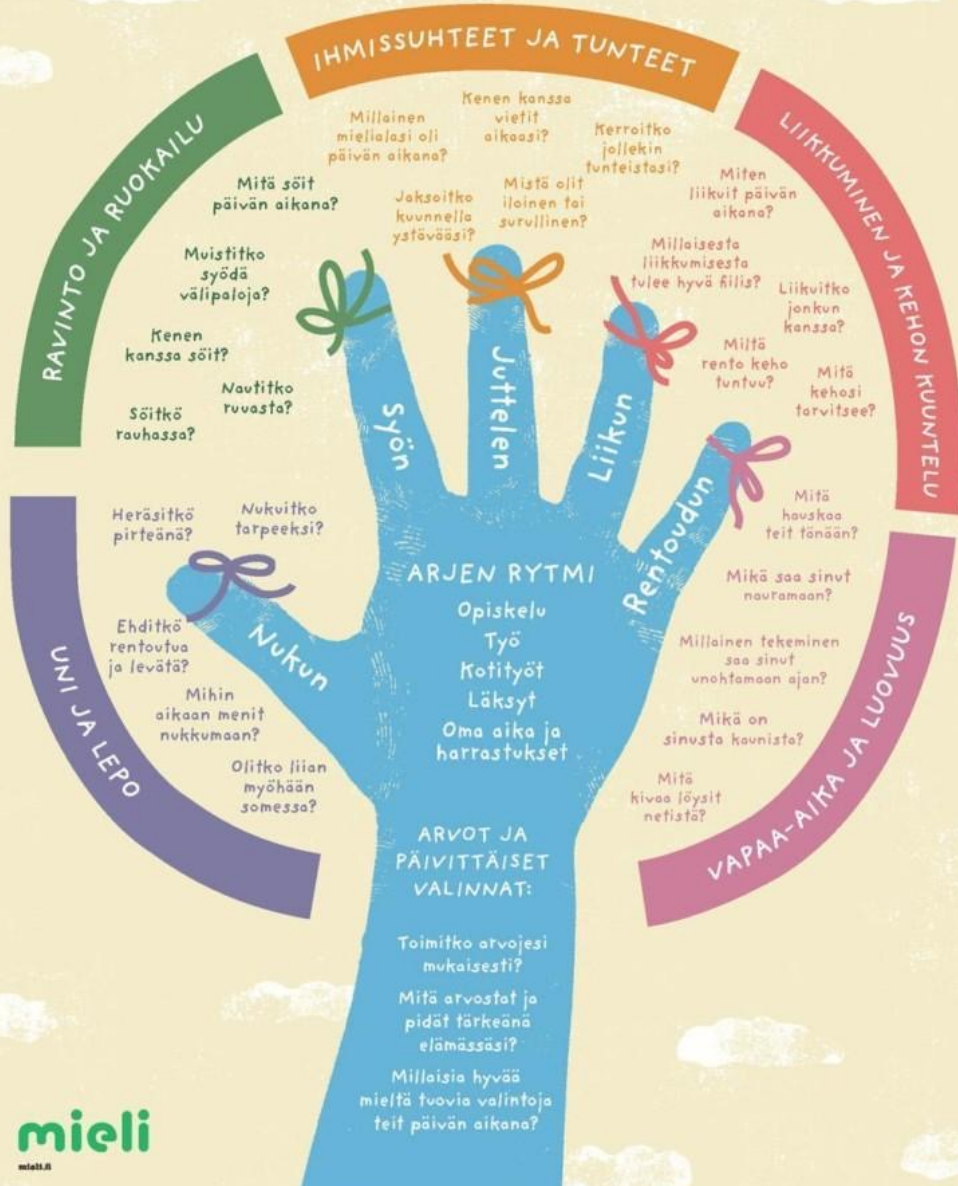 IHMISSUHTEET JA TUNTEET
Millainen
mielialasi oli
päivän aikana?
Kenen kanssa
vietit
aikaasi?
Kerroitko
jollekin
tunteistasi?
Jaksoitko
kuunnella
ystävääsi?
Mistä olit
iloinen tai
surullinen?
RAVINTO JA RUOKAILU
Mitä söit
päivän aikana?
Muistitko
syödä
välipaloja?
Kenen
kanssa söit?
Nautitko
ruuasta?
Söitkö
rauhassa?
LIIKKUMINEN JA KEHON KUUNTELU
Miten
liikuit päivän
aikana?
Millaisesta
liikkumisesta
tulee hyvä fiilis?
Liikuitko
jonkun
kanssa?
Miltä
rento keho
tuntuu?
Mitä
kehosi
tarvitsee?
UNI JA LEPO
Heräsitkö
pirteänä?
Nukuitko
tarpeeksi?
Ehditkö
rentoutua
ja levätä?
Mihin
aikaan menit
nukkumaan?
Olitko liian
myöhään
somessa?
VAPAA-AIKA JA LUOVUUS
Mitä
hauskaa
teit tänään?
Mikä saa sinut
nauramaan?
Millainen tekeminen
saa sinut
unohtamaan ajan?
Mikä on
sinusta kaunista?
Mitä
kivaa löysit
netistä?
Nukun
Syön
Juttelen
Liikun
Rentoudun
ARJEN RYTMI
Opiskelu
Työ
Kotityöt
Läksyt
Oma aika ja
harrastukset
ARVOT JA
PÄIVITTÄISET
VALINNAT:
Toimitko arvojesi
mukaisesti?
Mitä arvostat ja
pidät tärkeänä
elämässäsi?
Millaisia hyvää
mieltä tuovia valintoja
teit päivän aikana?
mieli
mieli.fi